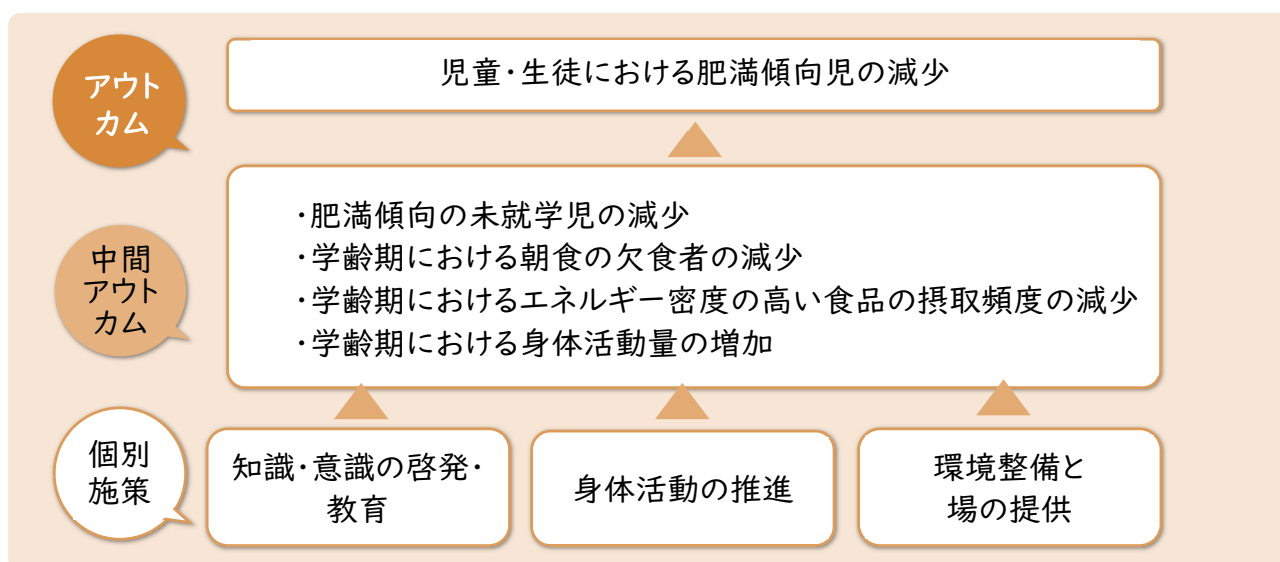 アウト
カム
児童・生徒における肥満傾向児の減少
中間
アウト
カム
・肥満傾向の未就学児の減少
・学齢期における朝食の欠食者の減少
・学齢期におけるエネルギー密度の高い食品の摂取頻度の減少
・学齢期における身体活動量の増加
個別
施策
知識・意識の啓発・
教育
身体活動の推進
環境整備と
場の提供